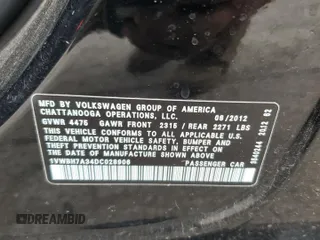 MFD BY VOLKSWAGEN GROUP OF AMERICA
CHATTANOOGA OPERATIONS, LLC. 08/2012
GVWR 4475 GAWR FRONT 2315 / REAR 2271 LBS
THIS VEHICLE CONFORMS TO ALL APPLICABLE
FEDERAL MOTOR VEHICLE SAFETY, BUMPER AND
THEFT PREVENTION STANDARDS IN EFFECT ON
THE DATE OF MANUFACTURE SHOWN ABOVE
PASSENGER CAR
AUTOBIDMASTER